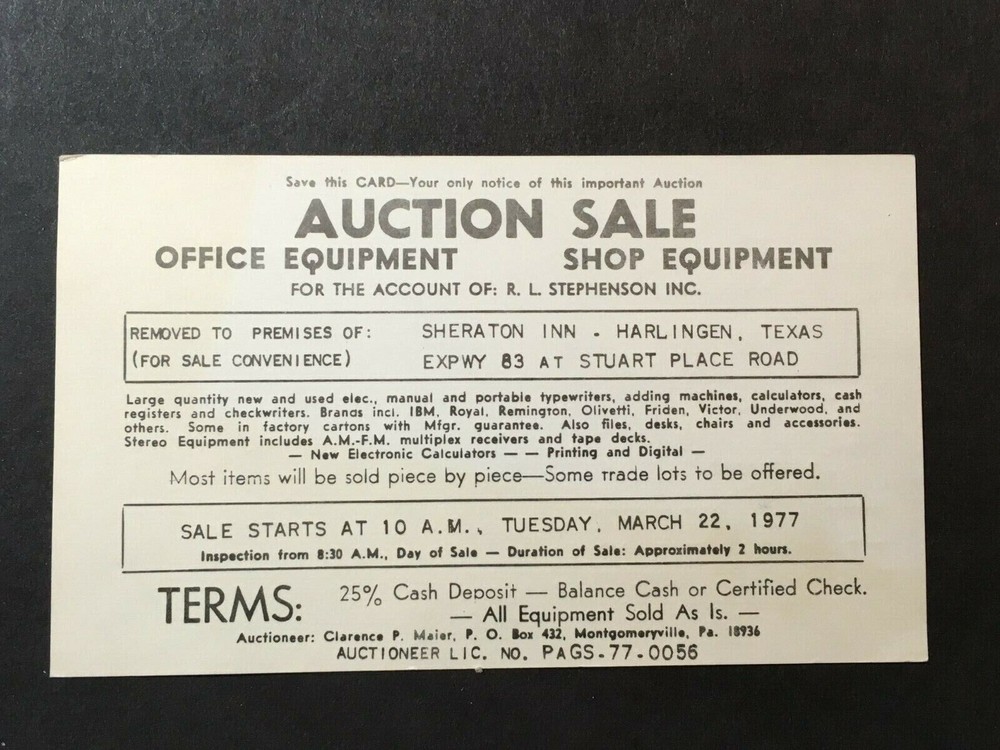 Save this CARD—Your only notice of this important Auction
AUCTION SALE
OFFICE EQUIPMENT SHOP EQUIPMENT
FOR THE ACCOUNT OF: R. L. STEPHENSON INC.
REMOVED TO PREMISES OF: SHERATON INN - HARLINGEN, TEXAS
(FOR SALE CONVENIENCE) EXPWY 83 AT STUART PLACE ROAD
Large quantity new and used elec., manual and portable typewriters, adding machines, calculators, cash
registers and checkwriters. Brands incl. IBM, Royal, Remington, Olivetti, Friden, Victor, Underwood, and
others. Some in factory cartons with Mfgr. guarantee. Also files, desks, chairs and accessories.
Stereo Equipment includes A.M.-F.M. multiplex receivers and tape decks.
— New Electronic Calculators — — Printing and Digital —
Most items will be sold piece by piece—Some trade lots to be offered.
SALE STARTS AT 10 A.M., TUESDAY, MARCH 22, 1977
Inspection from 8:30 A.M., Day of Sale — Duration of Sale: Approximately 2 hours.
TERMS: 25% Cash Deposit — Balance Cash or Certified Check.
— All Equipment Sold As Is. —
Auctioneer: Clarence P. Maier, P. O. Box 432, Montgomeryville, Pa. 18936
AUCTIONEER LIC. NO. PAGS-77-0056